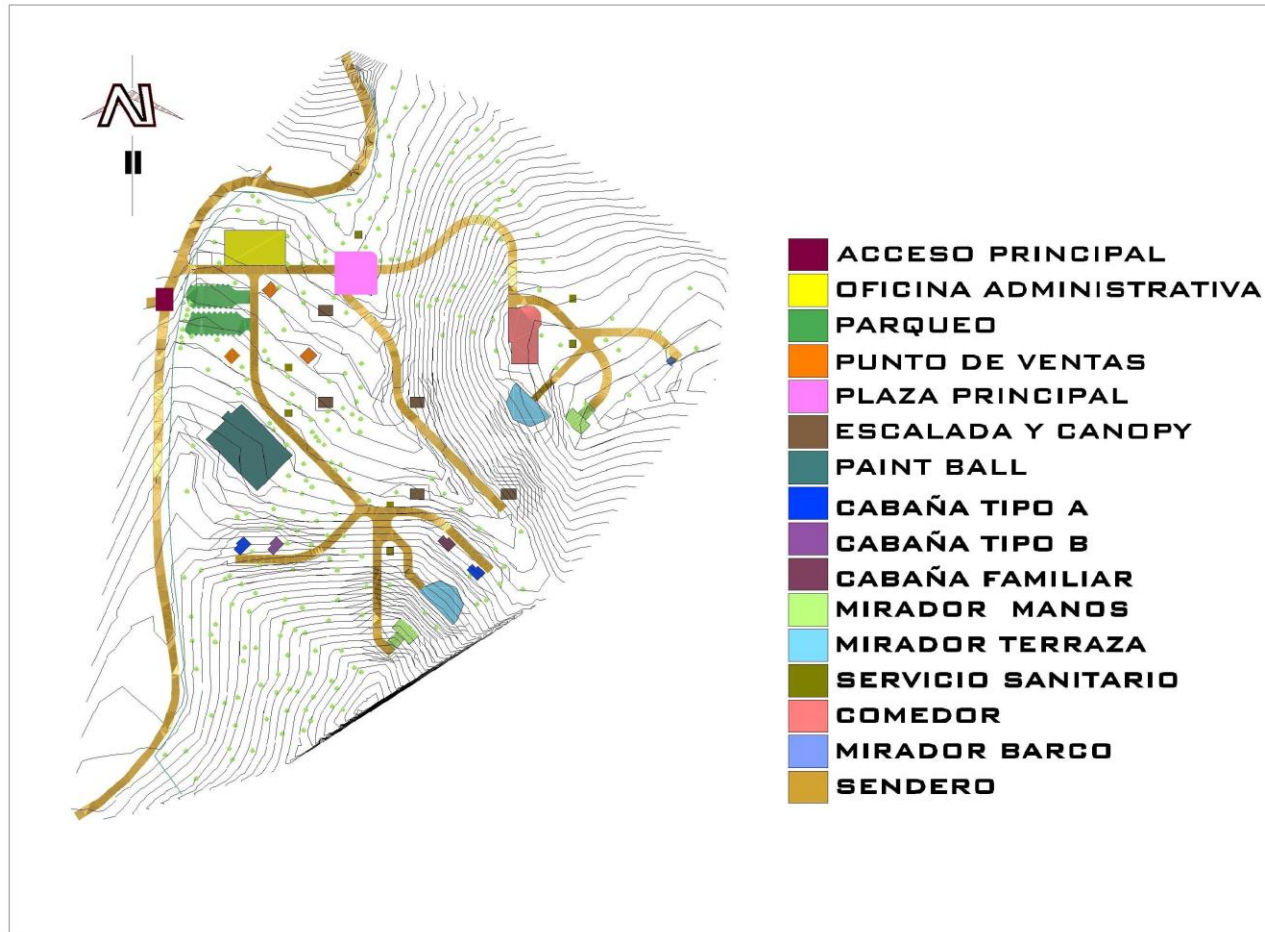 N
ACCESO PRINCIPAL
OFICINA ADMINISTRATIVA
PARQUEO
PUNTO DE VENTAS
PLAZA PRINCIPAL
ESCALADA Y CANOPY
PAINT BALL
CABAÑA TIPO A
CABAÑA TIPO B
CABAÑA FAMILIAR
MIRADOR MANOS
MIRADOR TERRAZA
SERVICIO SANITARIO
COMEDOR
MIRADOR BARCO
SENDERO